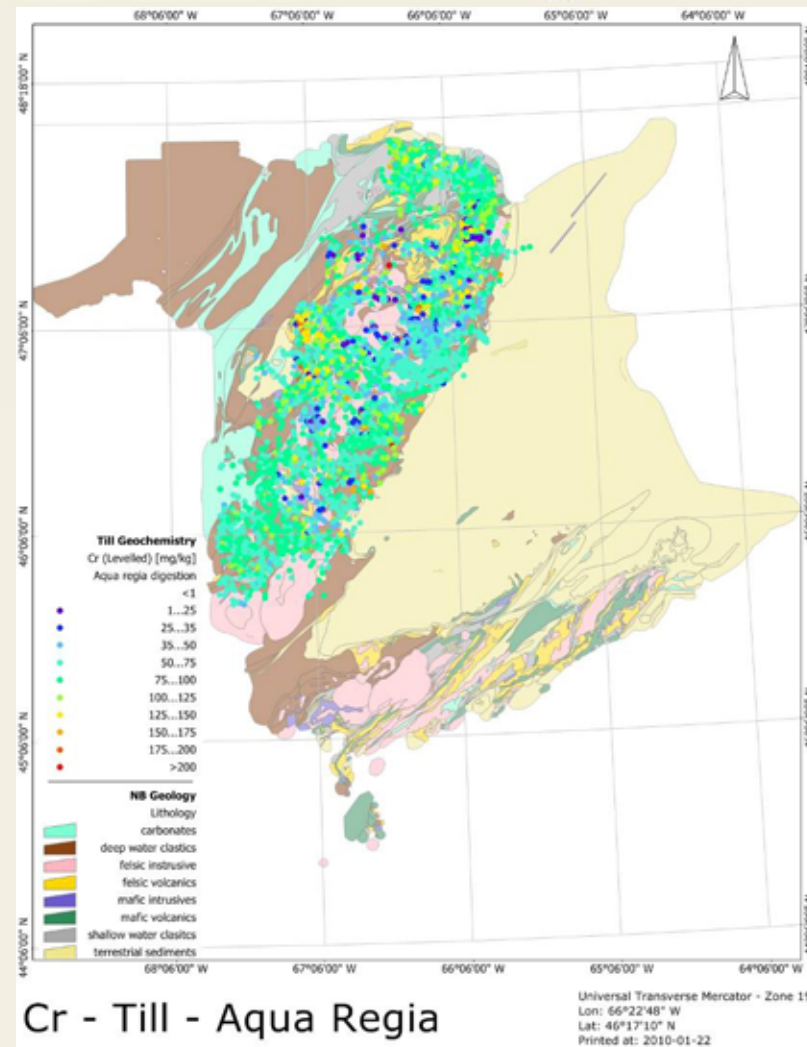 68°06'00" W 67°06'00" W 66°06'00" W 65°06'00" W 64°06'00" W
48°18'00" N
47°06'00" N
46°06'00" N
45°06'00" N
44°06'00" N
Till Geochemistry
Cr (Levelled) [mg/kg]
Aqua regia digestion
<1
1...25
25...35
35...50
50...75
75...100
100...125
125...150
150...175
175...200
>200
NB Geology
Lithology
carbonates
deep water clastics
felsic instrusive
felsic volcanics
mafic intrusives
mafic volcanics
shallow water clasitcs
terrestrial sediments
68°06'00" W 67°06'00" W 66°06'00" W 65°06'00" W 64°06'00" W
Cr - Till - Aqua Regia
Universal Transverse Mercator - Zone
Lon: 66°22'48" W
Lat: 46°17'10" N
Printed at: 2010-01-22